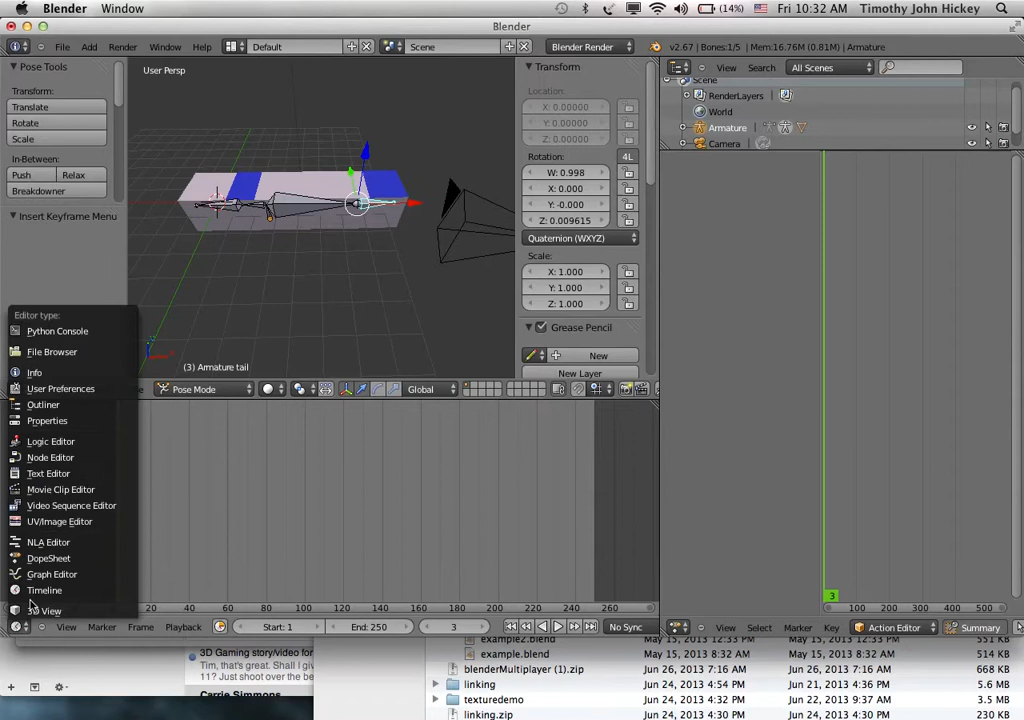 Blender Window (14%) Fri 10:32 AM Timothy John Hickey
Blender
File Add Render Window Help Default Scene Blender Render v2.67 | Bones:1/5 | Mem:16.76M (0.81M) | Armature
Pose Tools
Transform:
Translate
Rotate
Scale
In-Between:
Push Relax
Breakdowner
Insert Keyframe Menu
User Persp
(3) Armature tail
Transform
Location:
X: 0.00000
Y: 0.00000
Z: 0.00000
Rotation: 4L
W: 0.998
X: 0.000
Y: -0.000
Z: 0.009615
Quaternion (WXYZ)
Scale:
X: 1.000
Y: 1.000
Z: 1.000
Grease Pencil
New
New Layer
View Search All Scenes
Scene
RenderLayers
World
Armature
Camera
Pose Mode Global
Editor type:
Python Console
File Browser
Info
User Preferences
Outliner
Properties
Logic Editor
Node Editor
Text Editor
Movie Clip Editor
Video Sequence Editor
UV/Image Editor
NLA Editor
DopeSheet
Graph Editor
Timeline
3D View
20 40 60 80 100 120 140 160 180 200 220 240 260 280
View Marker Frame Playback Start: 1 End: 250 3 No Sync
3
100 200 300 400 500
View Select Marker Key Action Editor Summary
3D Gaming story/video for
Tim, that's great. Shall I give
11? Just shoot over the be
Carrie Simmons
example2.blend May 15, 2013 8:32 AM 551 KB
example.blend May 15, 2013 8:32 AM 514 KB
blenderMultiplayer (1).zip Jun 26, 2013 7:16 AM 668 KB
linking Jun 24, 2013 4:54 PM Jun 21, 2013 4:36 PM 5.6 MB
texturedemo Jun 24, 2013 4:32 PM Jun 22, 2013 9:37 AM 3.5 MB
linking.zip Jun 24, 2013 4:30 PM Jun 24, 2013 4:30 PM 230 KB